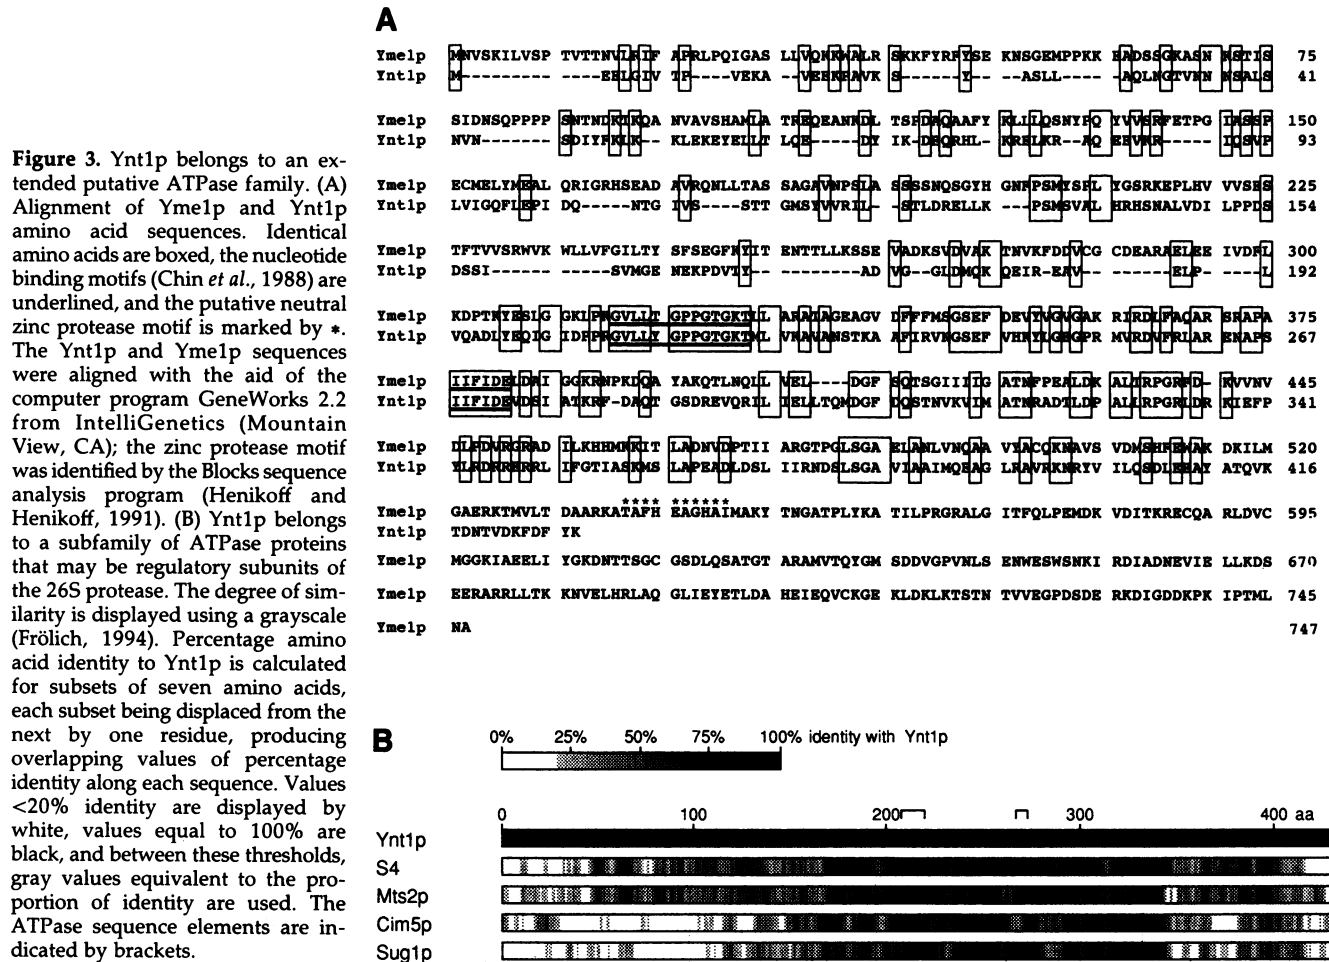 Figure 3. Ynt1p belongs to an ex-
tended putative ATPase family. (A)
Alignment of Yme1p and Ynt1p
amino acid sequences. Identical
amino acids are boxed, the nucleotide
binding motifs (Chin et al., 1988) are
underlined, and the putative neutral
zinc protease motif is marked by *.
The Ynt1p and Yme1p sequences
were aligned with the aid of the
computer program GeneWorks 2.2
from IntelliGenetics (Mountain
View, CA); the zinc protease motif
was identified by the Blocks sequence
analysis program (Henikoff and
Henikoff, 1991). (B) Ynt1p belongs
to a subfamily of ATPase proteins
that may be regulatory subunits of
the 26S protease. The degree of sim-
ilarity is displayed using a grayscale
(Frölich, 1994). Percentage amino
acid identity to Ynt1p is calculated
for subsets of seven amino acids,
each subset being displaced from the
next by one residue, producing
overlapping values of percentage
identity along each sequence. Values
<20% identity are displayed by
white, values equal to 100% are
black, and between these thresholds,
gray values equivalent to the pro-
portion of identity are used. The
ATPase sequence elements are in-
dicated by brackets.
A
Yme1p MNVSKILVSP TVTTNVLRIF APRLPQIGAS LLVQKKWALR SKKFYRFYSE KNSGEMPPKK EADSSGKASN KSTIS 75
Ynt1p M--------- ----EELGIV TP----VEKA --VEEKPAVK S------Y-- --ASLL---- AQLNGTVNN NSALS 41
Yme1p SIDNSQPPPP SNTNDKTKQA NVAVSHAMLA TREQEANKDL TSPDAQAAFY KLLLQSNYPQ YVVSRFETPG IASSP 150
Ynt1p NVN------- SDIYFKLK-- KLEKEYELLT LQE-----DY IK-DEQRHL- KRELKR--AQ EEVKR----- IQSVP 93
Yme1p ECMELYMEAL QRIGRHSEAD AVRQNLLTAS SAGAVNPSLA SSSSNQSGYH GNFPSMYSPL YGSRKEPLHV VVSES 225
Ynt1p LVIGQFLEPI DQ-----NTG IVS----STT GMSYVVRIL- STLDRELLK- ---PSMSVAL HRHSNALVDI LPPDS 154
Yme1p TFTVVSRWVK WLLVFGILTY SFSEGFKYIT ENTTLLKSSE VADKSVDVAK TNVKFDDVCG CDEARAELEE IVDFL 300
Ynt1p DSSI------ ------SVMGE NEKPDVTY-- --------AD VG--GLDMQK QEIR-EAV-- -----ELP-- ----L 192
Yme1p KDPTKYESLG GKLPKGVLLT GPPGTGKTLL ARATAGEAGV DFFFMSGSEF DEVYVGVGAK RIRDLFAQAR SRAPA 375
Ynt1p VQADLYEQIG IDPPRGVLLY GPPGTGKTML VKAVANSTKA AFIRVNGSEF VHKYLGEGPR MVRDVFRLAR ENAPS 267
Yme1p IIFIDELDAI GGKRNPKDQA YAKQTLNQLL VEL----DGF SQTSGIIIIG ATNFPEALDK ALTRPGRFD- KVVNV 445
Ynt1p IIFIDEVDSI ATKRF-DAQT GSDREVQRIL IELLTQMDGF DQSTNVKVIM ATNRADTLDP ALLRPGRLDR KIEFP 341
Yme1p DLPDVRGRAD ILKHHMKKIT LADNVDPTII ARGTPGLSGA ELANLVNQAA VYACQKNAVS VDMSHFEWAK DKILM 520
Ynt1p YLRDRRERRL IFGTIASKMS LAPEADLDSL IIRNDSLSGA VIAAIMQEAG LRAVRKNRYV ILQSDLEEAY ATQVK 416
**** ******
Yme1p GAERKTMVLT DAARKATAFH EAGHAIMAKY TNGATPLYKA TILPRGRALG ITFQLPEMDK VDITKRECQA RLDVC 595
Ynt1p TDNTVDKFDF YK
Yme1p MGGKIAEELI YGKDNTTSGC GSDLQSATGT ARAMVTQYGM SDDVGPVNLS ENWESWSNKI RDIADNEVIE LLKDS 670
Yme1p EERARRLLTK KNVELHRLAQ GLIEYETLDA HEIEQVCKGE KLDKLKTSTN TVVEGPDSDE RKDIGDDKPK IPTML 745
Yme1p NA 747
B
0% 25% 50% 75% 100% identity with Ynt1p
0 100 200 300 400 aa
Ynt1p
S4
Mts2p
Cim5p
Sug1p